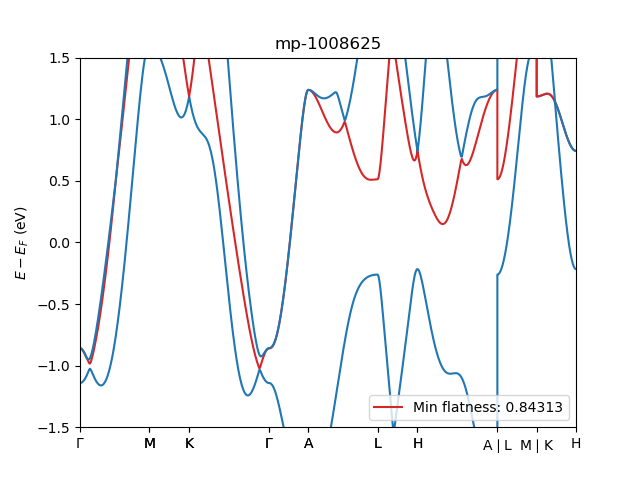 mp-1008625
1.5
1.0
0.5
0.0
−0.5
−1.0
−1.5
E − E_F (eV)
Min flatness: 0.84313
Γ M K Γ A L H A | L M | K H